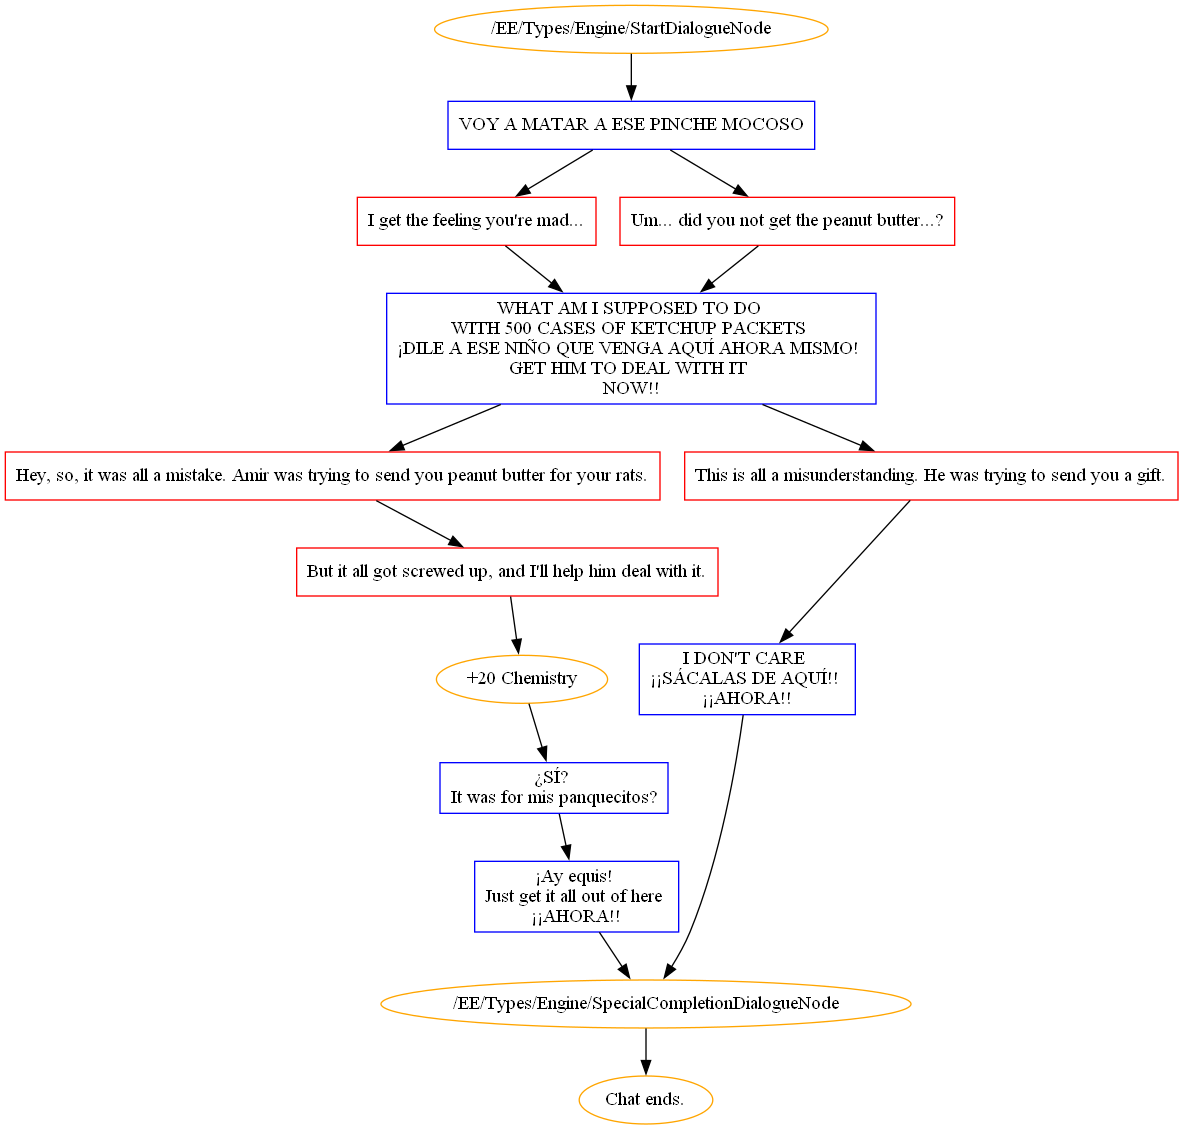 /EE/Types/Engine/StartDialogueNode
VOY A MATAR A ESE PINCHE MOCOSO
I get the feeling you're mad...
Um... did you not get the peanut butter...?
WHAT AM I SUPPOSED TO DO
WITH 500 CASES OF KETCHUP PACKETS
¡DILE A ESE NIÑO QUE VENGA AQUÍ AHORA MISMO!
GET HIM TO DEAL WITH IT
NOW!!
Hey, so, it was all a mistake. Amir was trying to send you peanut butter for your rats.
This is all a misunderstanding. He was trying to send you a gift.
But it all got screwed up, and I'll help him deal with it.
+20 Chemistry
I DON'T CARE
¡¡SÁCALAS DE AQUÍ!!
¡¡AHORA!!
¿SÍ?
It was for mis panquecitos?
¡Ay equis!
Just get it all out of here
¡¡AHORA!!
/EE/Types/Engine/SpecialCompletionDialogueNode
Chat ends.